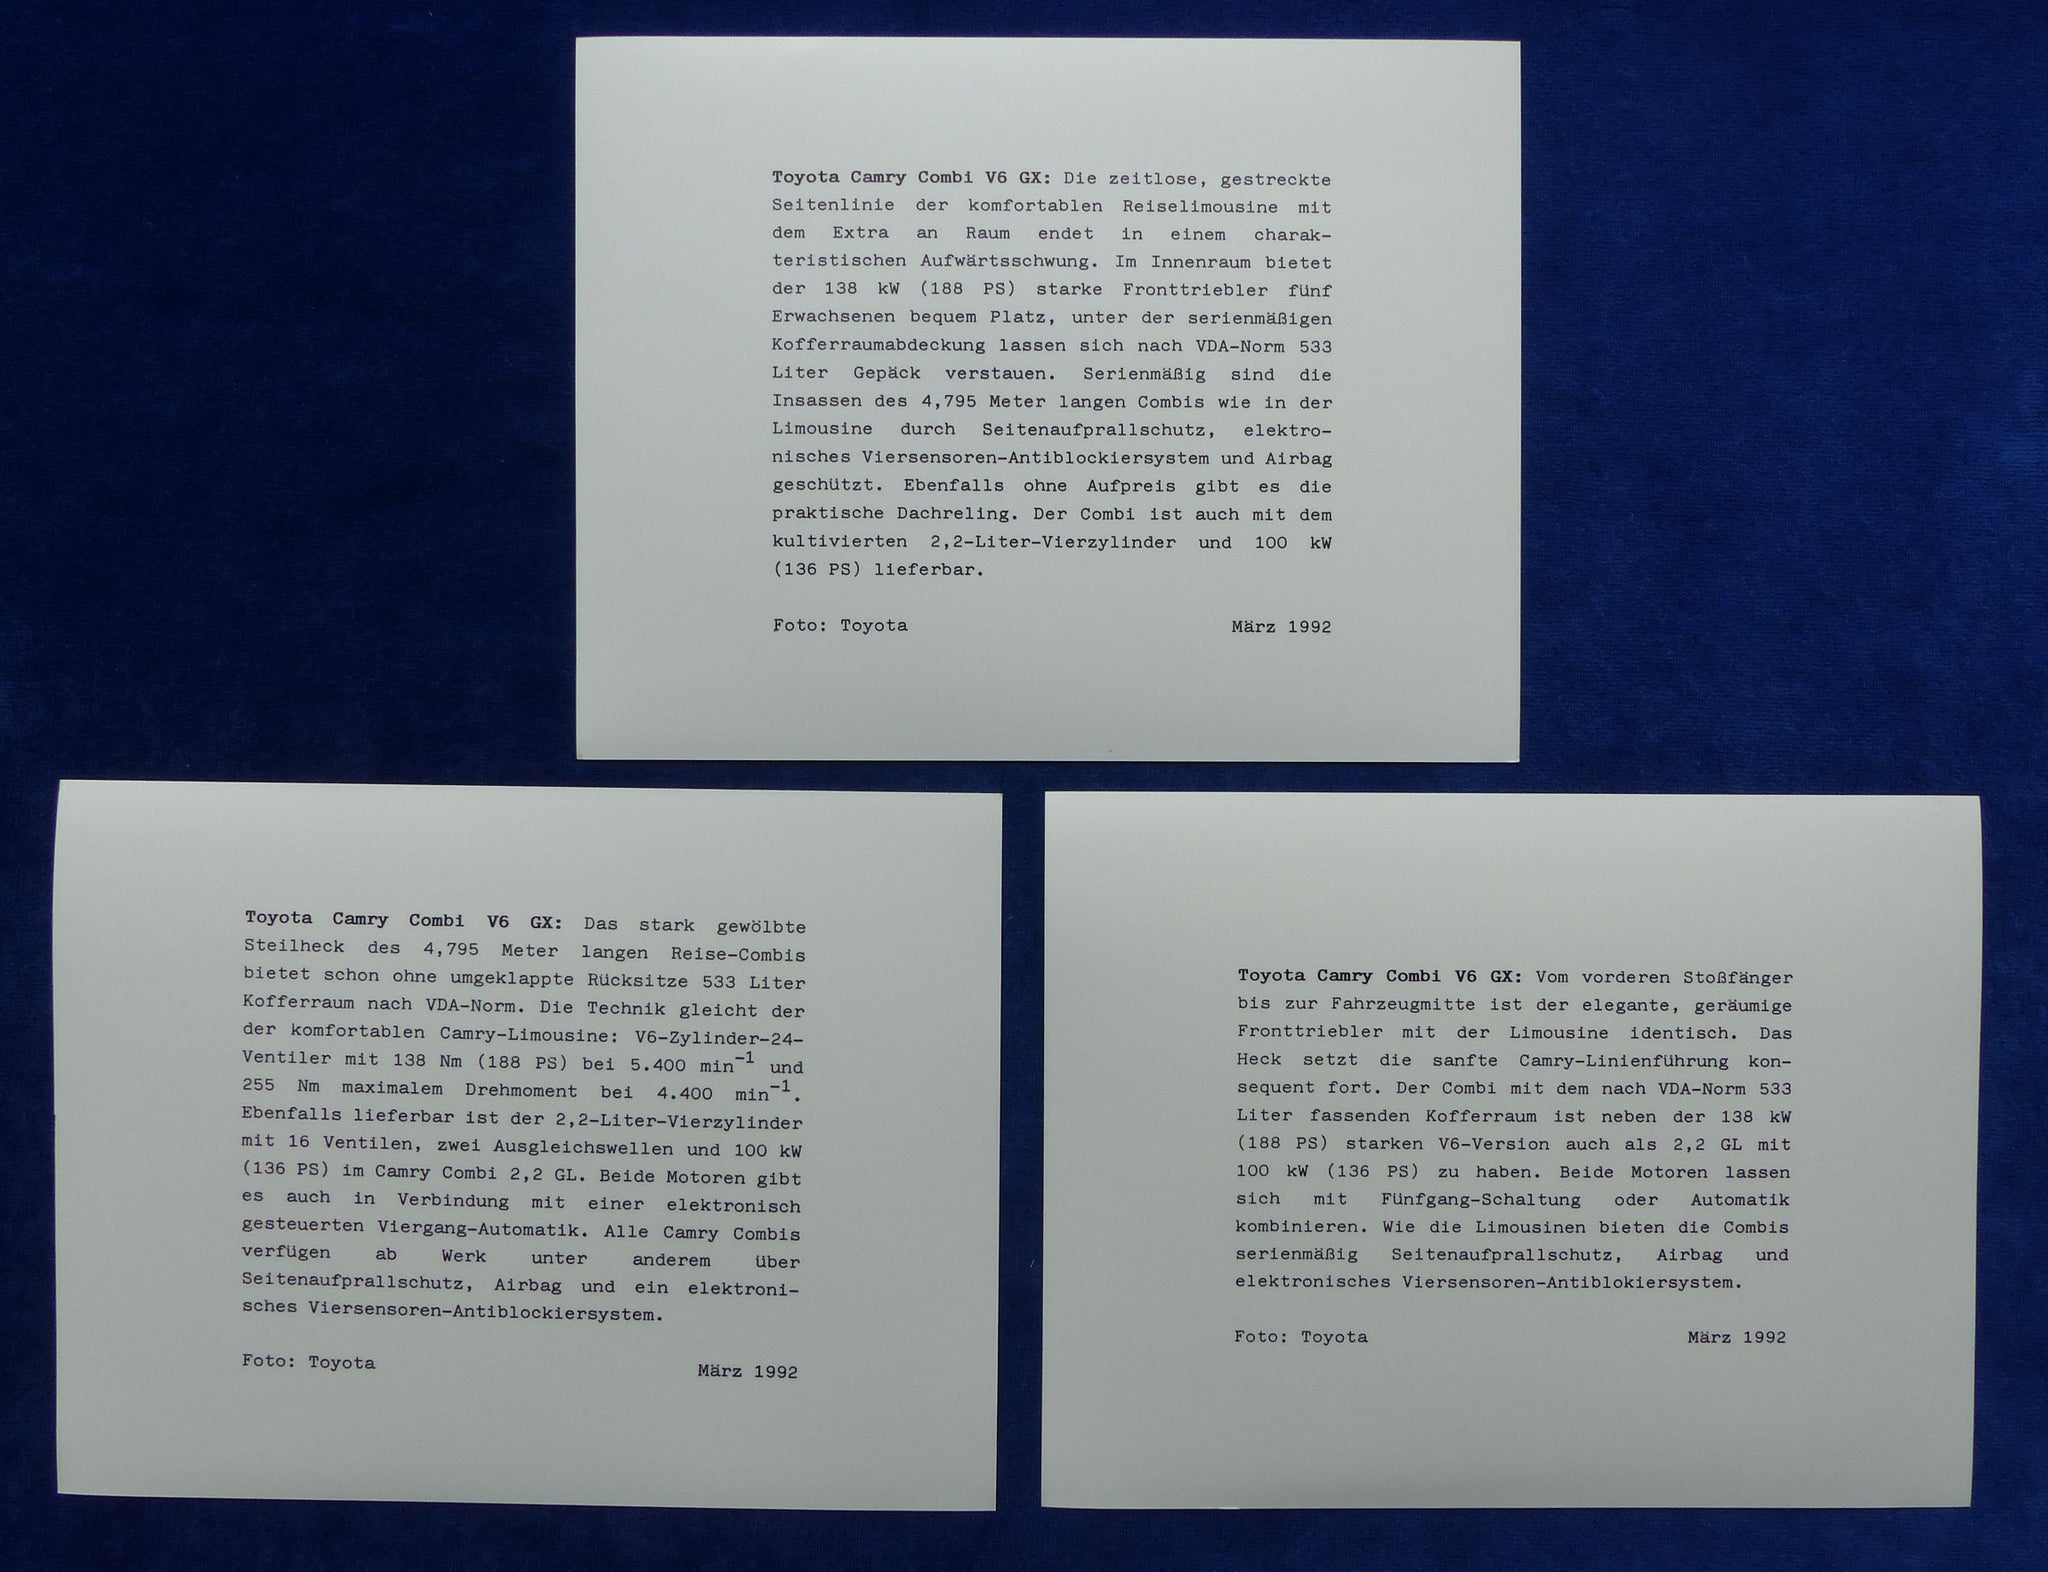 Toyota Camry Combi V6 GX: Die zeitlose, gestreckte
Seitenlinie der komfortablen Reiselimousine mit
dem Extra an Raum endet in einem charak-
teristischen Aufwärtsschwung. Im Innenraum bietet
der 138 kW (188 PS) starke Fronttriebler fünf
Erwachsenen bequem Platz, unter der serienmäßigen
Kofferraumabdeckung lassen sich nach VDA-Norm 533
Liter Gepäck verstauen. Serienmäßig sind die
Insassen des 4,795 Meter langen Combis wie in der
Limousine durch Seitenaufprallschutz, elektro-
nisches Viersensoren-Antiblockiersystem und Airbag
geschützt. Ebenfalls ohne Aufpreis gibt es die
praktische Dachreling. Der Combi ist auch mit dem
kultivierten 2,2-Liter-Vierzylinder und 100 kW
(136 PS) lieferbar.
Foto: Toyota März 1992
Toyota Camry Combi V6 GX: Das stark gewölbte
Steilheck des 4,795 Meter langen Reise-Combis
bietet schon ohne umgeklappte Rücksitze 533 Liter
Kofferraum nach VDA-Norm. Die Technik gleicht der
der komfortablen Camry-Limousine: V6-Zylinder-24-
Ventiler mit 138 Nm (188 PS) bei 5.400 min⁻¹ und
255 Nm maximalem Drehmoment bei 4.400 min⁻¹.
Ebenfalls lieferbar ist der 2,2-Liter-Vierzylinder
mit 16 Ventilen, zwei Ausgleichswellen und 100 kW
(136 PS) im Camry Combi 2,2 GL. Beide Motoren gibt
es auch in Verbindung mit einer elektronisch
gesteuerten Viergang-Automatik. Alle Camry Combis
verfügen ab Werk unter anderem über
Seitenaufprallschutz, Airbag und ein elektroni-
sches Viersensoren-Antiblockiersystem.
Foto: Toyota März 1992
Toyota Camry Combi V6 GX: Vom vorderen Stoßfänger
bis zur Fahrzeugmitte ist der elegante, geräumige
Fronttriebler mit der Limousine identisch. Das
Heck setzt die sanfte Camry-Linienführung kon-
sequent fort. Der Combi mit dem nach VDA-Norm 533
Liter fassenden Kofferraum ist neben der 138 kW
(188 PS) starken V6-Version auch als 2,2 GL mit
100 kW (136 PS) zu haben. Beide Motoren lassen
sich mit Fünfgang-Schaltung oder Automatik
kombinieren. Wie die Limousinen bieten die Combis
serienmäßig Seitenaufprallschutz, Airbag und
elektronisches Viersensoren-Antiblokiersystem.
Foto: Toyota März 1992